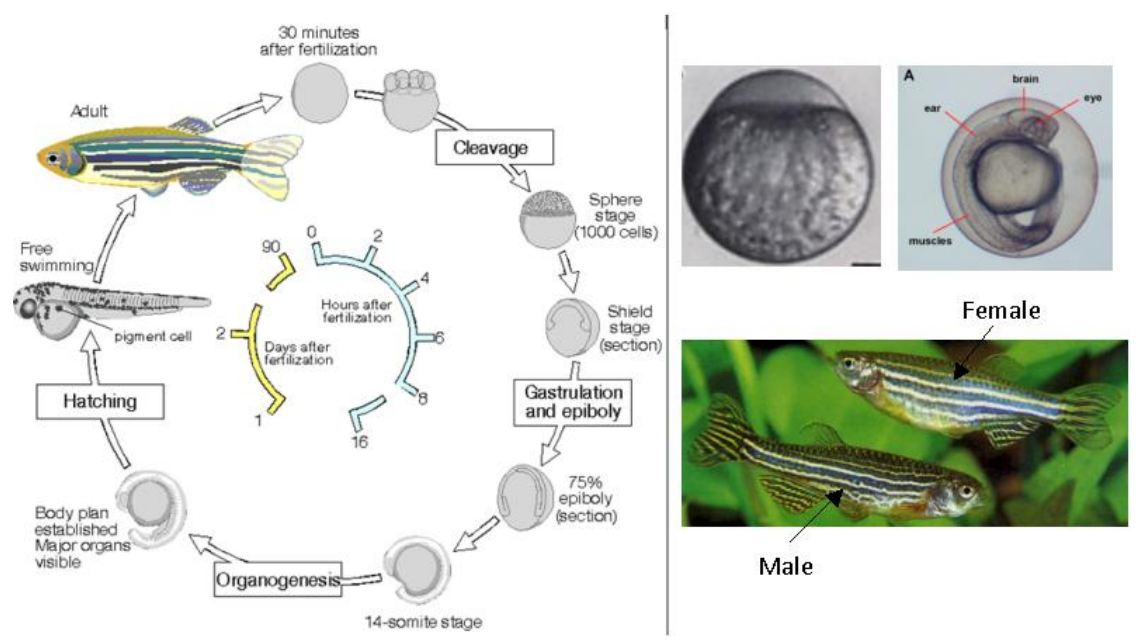 30 minutes
after fertilization
Adult
Cleavage
Sphere
stage
(1000 cells)
Shield
stage
(section)
Gastrulation
and epiboly
75%
epiboly
(section)
14-somite stage
Organogenesis
Body plan
established
Major organs
visible
Hatching
Free
swimming
pigment cell
0
2
4
6
8
16
Hours after
fertilization
90
2
1
Days after
fertilization
A
brain
eye
ear
muscles
Female
Male